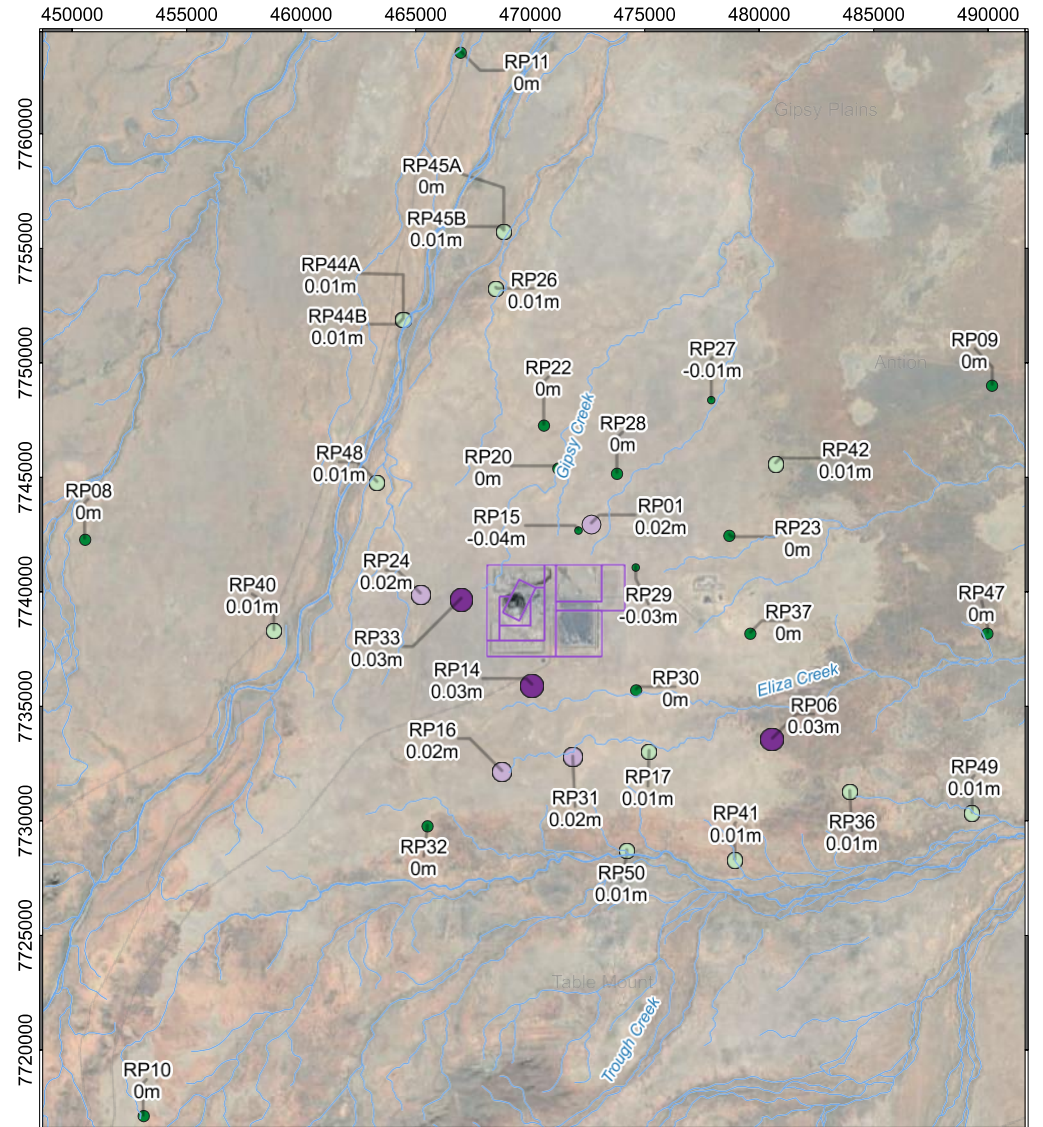 450000 455000 460000 465000 470000 475000 480000 485000 490000
7760000
7755000
7750000
7745000
7740000
7735000
7730000
7725000
7720000
RP11
0m
Gipsy Plains
RP45A
0m
RP45B
0.01m
RP44A
0.01m
RP44B
0.01m
RP26
0.01m
RP09
0m
RP27
-0.01m
RP22
0m
Gipsy Creek
RP28
0m
RP20
0m
RP48
0.01m
RP42
0.01m
RP08
0m
RP01
0.02m
RP15
-0.04m
RP23
0m
RP24
0.02m
RP40
0.01m
RP29
-0.03m
RP47
0m
RP37
0m
RP33
0.03m
RP14
0.03m
RP30
0m
Eliza Creek
RP06
0.03m
RP16
0.02m
RP17
0.01m
RP31
0.02m
RP49
0.01m
RP36
0.01m
RP41
0.01m
RP32
0m
RP50
0.01m
Table Mount
Trough Creek
RP10
0m